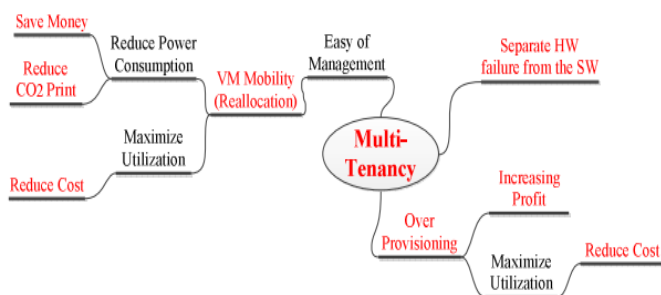 Save Money
Reduce Power
Consumption
Reduce
CO2 Print
VM Mobility
(Reallocation)
Easy of
Management
Separate HW
failure from the SW
Maximize
Utilization
Reduce Cost
Multi-
Tenancy
Over
Provisioning
Increasing
Profit
Maximize
Utilization
Reduce Cost